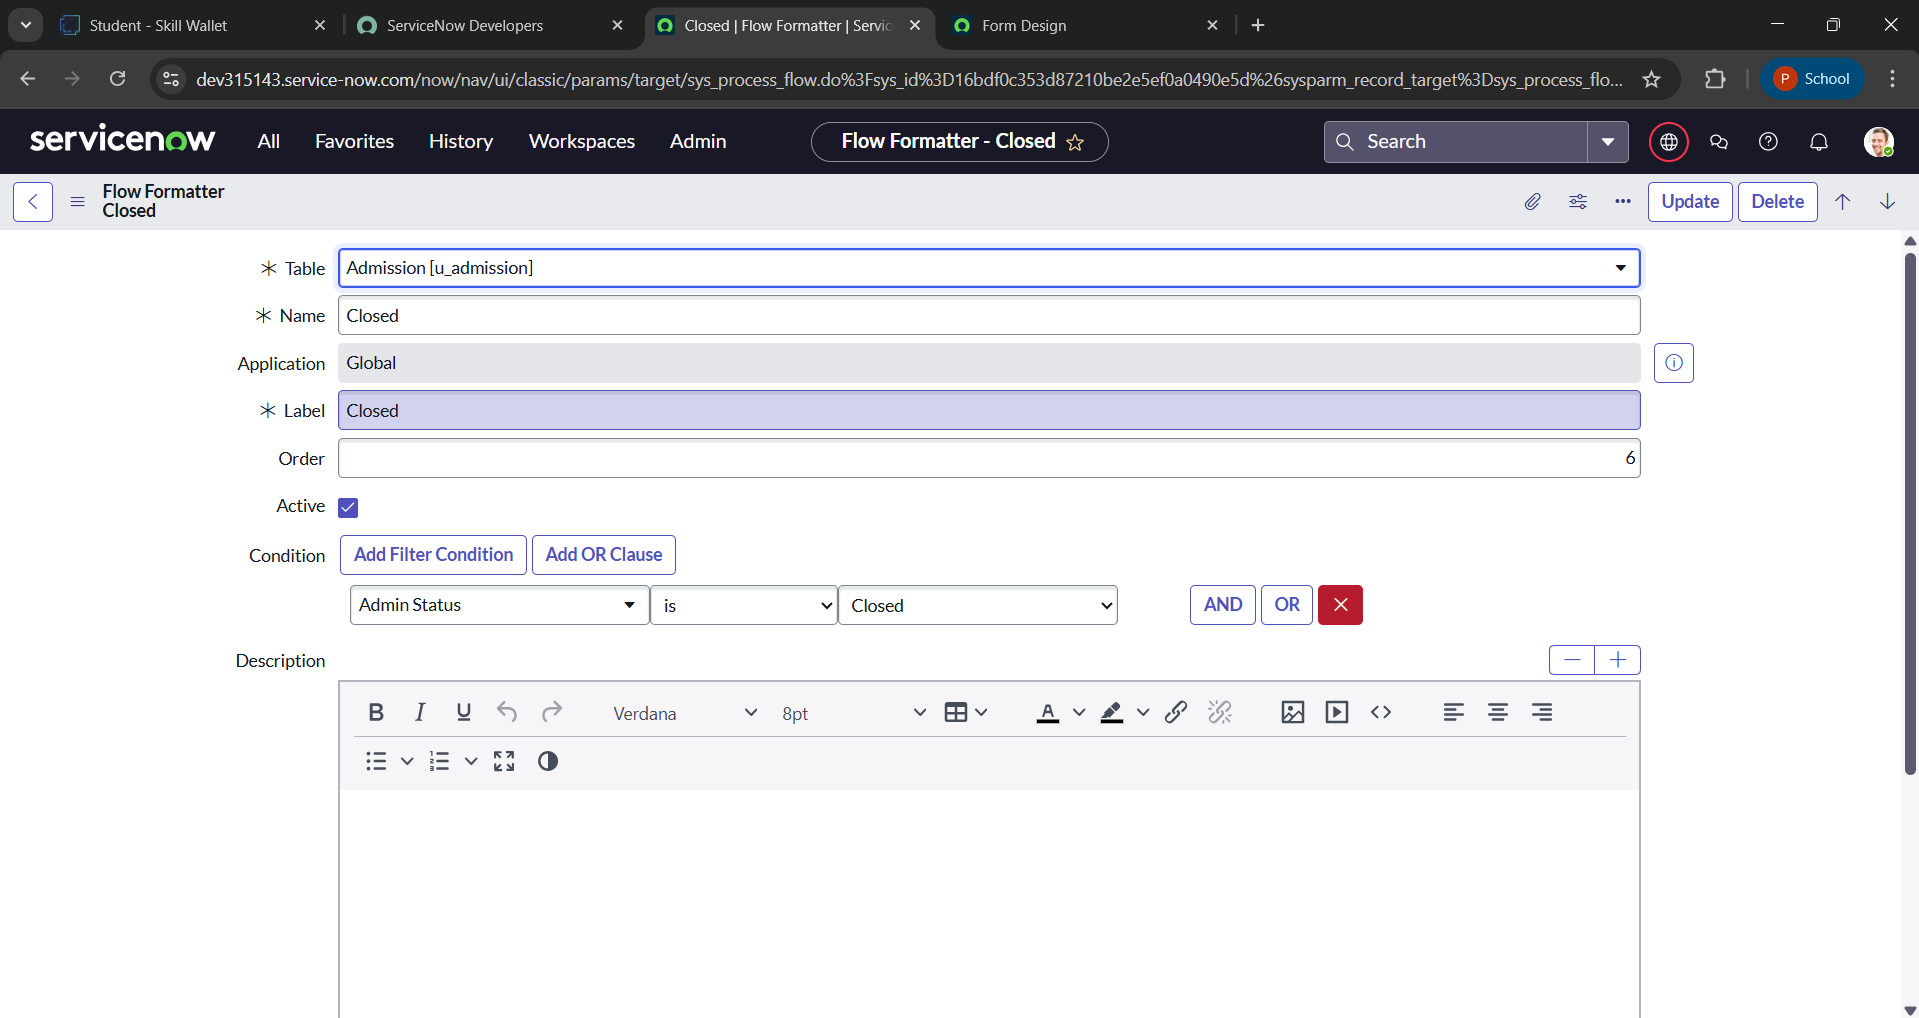 Student - Skill Wallet
ServiceNow Developers
Closed | Flow Formatter | Servic
Form Design
dev315143.service-now.com/now/nav/ui/classic/params/target/sys_process_flow.do%3Fsys_id%3D16bdf0c353d87210be2e5ef0a0490e5d%26sysparm_record_target%3Dsys_process_flo...
P School
servicenow
All Favorites History Workspaces Admin
Flow Formatter - Closed
Search
Flow Formatter
Closed
Update Delete
Table Admission [u_admission]
Name Closed
Application Global
Label Closed
Order 6
Active
Condition Add Filter Condition Add OR Clause
Admin Status is Closed AND OR
Description
Verdana 8pt